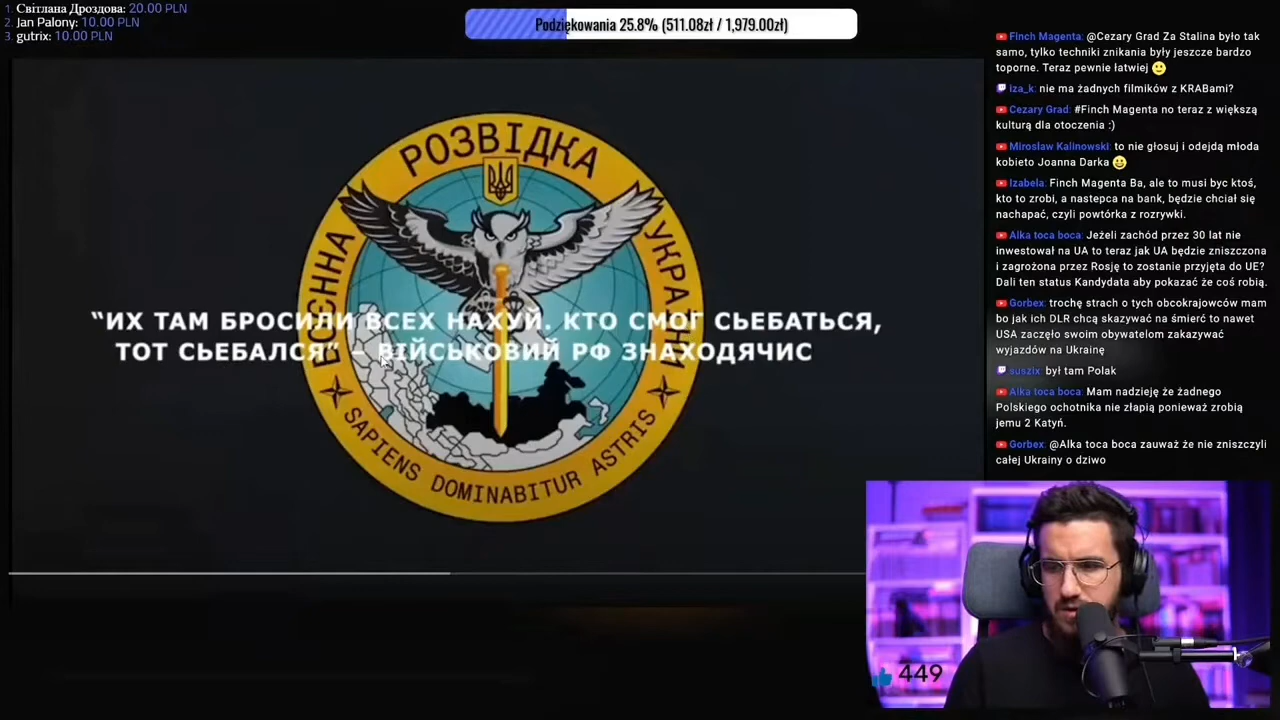 1. Світлана Дроздова: 20.00 PLN
2. Jan Palony: 10.00 PLN
3. gutrix: 10.00 PLN
Podziękowania 25.8% (511.08zł / 1,979.00zł)
РОЗВІДКА
ВОЄННА
УКРАЇНИ
“ИХ ТАМ БРОСИЛИ ВСЕХ НАХУЙ. КТО СМОГ СЬЕБАТЬСЯ,
ТОТ СЬЕБАЛСЯ” – ВІЙСЬКОВИЙ РФ ЗНАХОДЯЧИС
SAPIENS DOMINABITUR ASTRIS
Finch Magenta: @Cezary Grad Za Stalina było tak
samo, tylko techniki znikania były jeszcze bardzo
toporne. Teraz pewnie łatwiej 🙂
iza_k: nie ma żadnych filmików z KRABami?
Cezary Grad: #Finch Magenta no teraz z większą
kulturą dla otoczenia :)
Mirosław Kalinowski: to nie głosuj i odejdą młoda
kobieto Joanna Darka 😀
Izabela: Finch Magenta Ba, ale to musi byc ktoś,
kto to zrobi, a nastepca na bank, będzie chciał się
nachapać, czyli powtórka z rozrywki.
Alka toca boca: Jeżeli zachód przez 30 lat nie
inwestował na UA to teraz jak UA będzie zniszczona
i zagrożona przez Rosję to zostanie przyjęta do UE?
Dali ten status Kandydata aby pokazać że coś robią.
Gorbex: trochę strach o tych obcokrajowców mam
bo jak ich DLR chcą skazywać na śmierć to nawet
USA zaczęło swoim obywatelom zakazywać
wyjazdów na Ukrainę
suszix: był tam Polak
Alka toca boca: Mam nadzieję że żadnego
Polskiego ochotnika nie złapią ponieważ zrobią
jemu 2 Katyń.
Gorbex: @Alka toca boca zauważ że nie zniszczyli
całej Ukrainy o dziwo
449